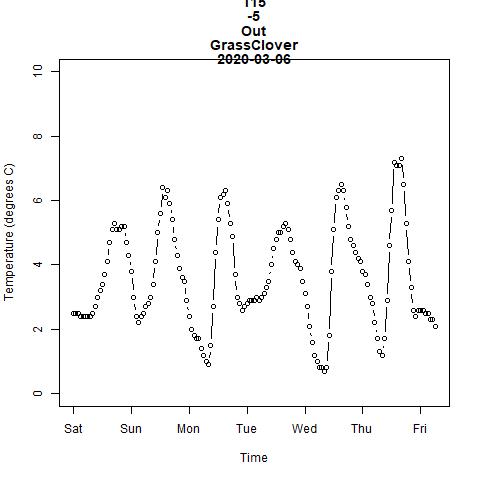 T15
-5
Out
GrassClover
2020-03-06
10
8
6
4
2
0
Temperature (degrees C)
Sat Sun Mon Tue Wed Thu Fri
Time